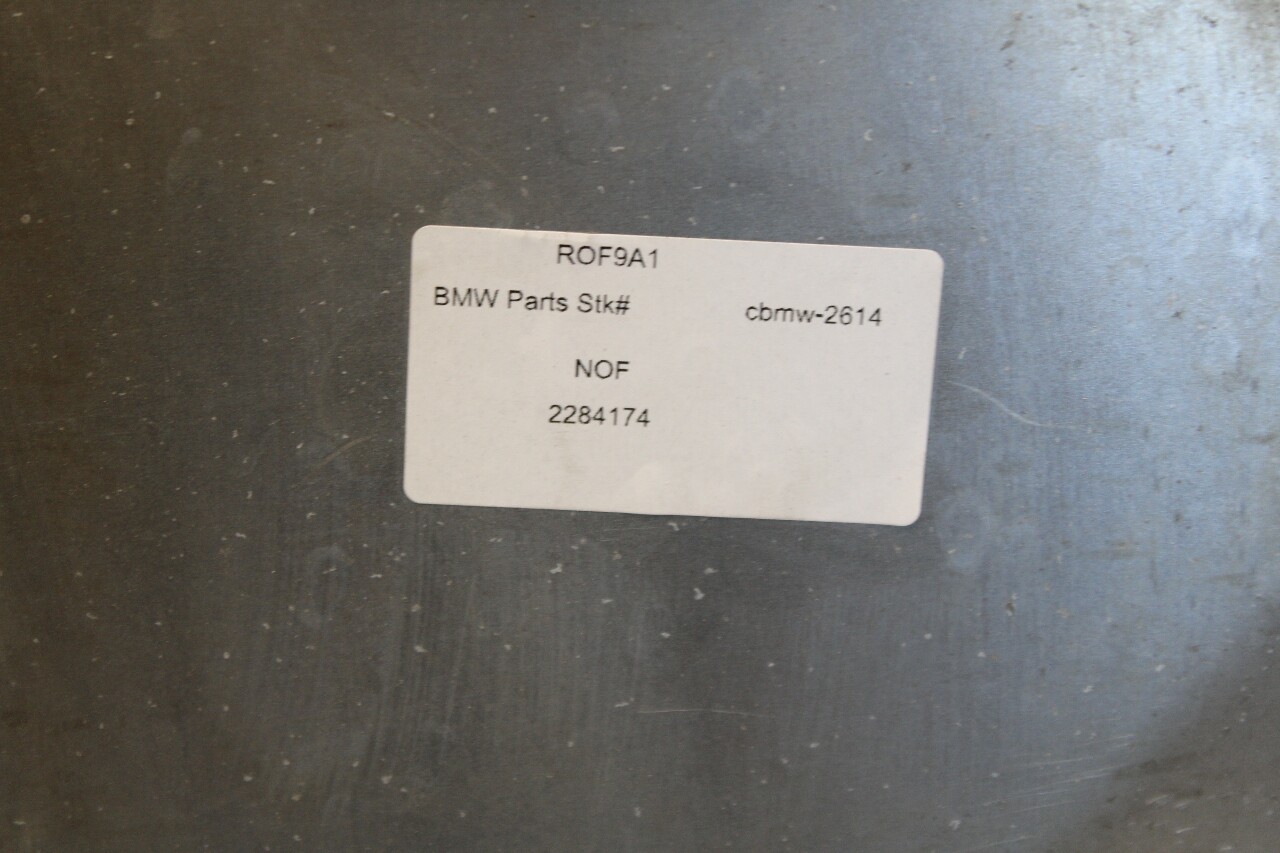 ROF9A1
BMW Parts Stk# cbmw-2614
NOF
2284174